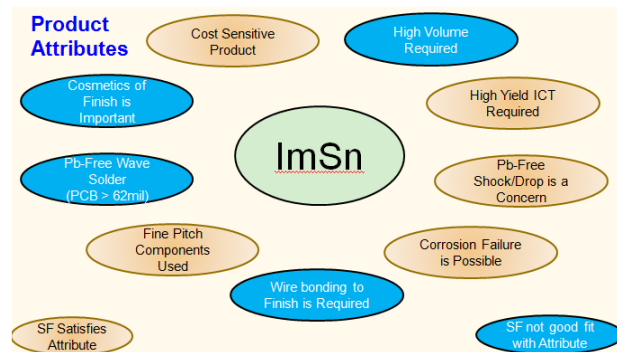 Product
Attributes
Cost Sensitive
Product
High Volume
Required
Cosmetics of
Finish is
Important
High Yield ICT
Required
ImSn
Pb-Free Wave
Solder
(PCB > 62mil)
Pb-Free
Shock/Drop is a
Concern
Fine Pitch
Components
Used
Corrosion Failure
is Possible
Wire bonding to
Finish is Required
SF Satisfies
Attribute
SF not good fit
with Attribute